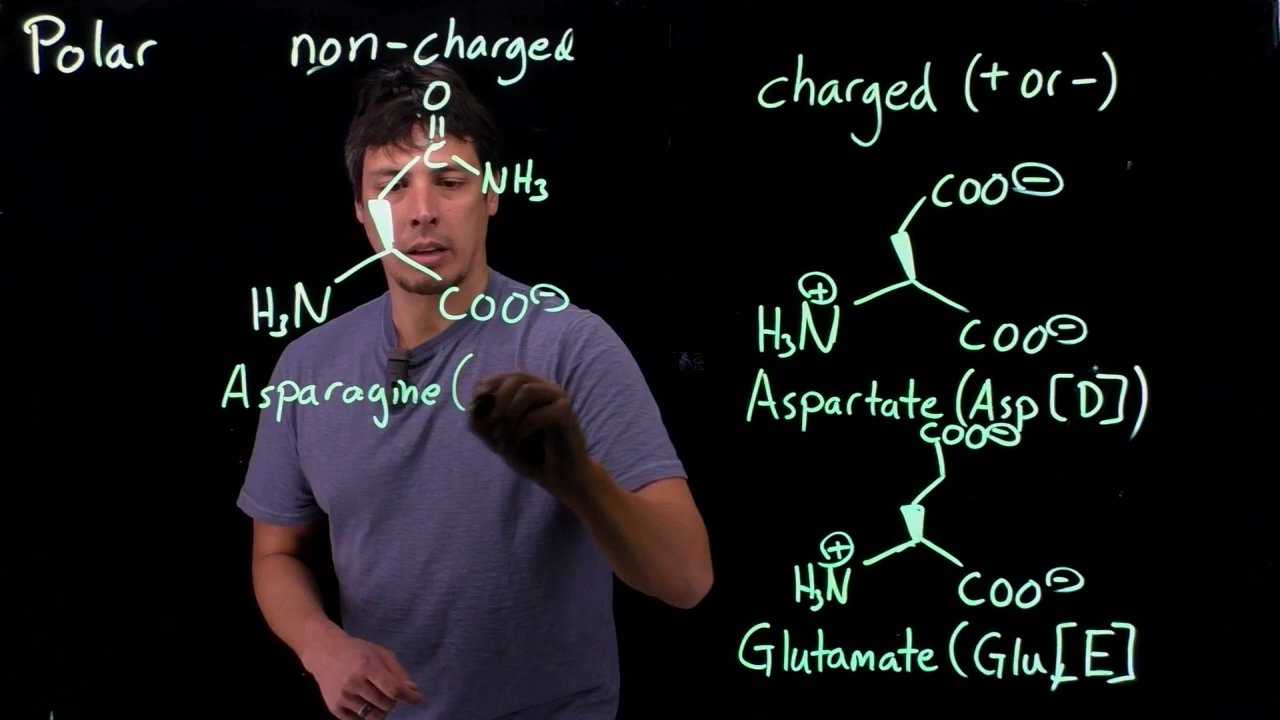 Polar
non-charged
O
C
NH3
H3N
COO⊖
Asparagine (
charged (+ or -)
COO⊖
⊕
H3N
COO⊖
Aspartate (Asp [D])
COO⊖
⊕
H3N
COO⊖
Glutamate (Glu [E]